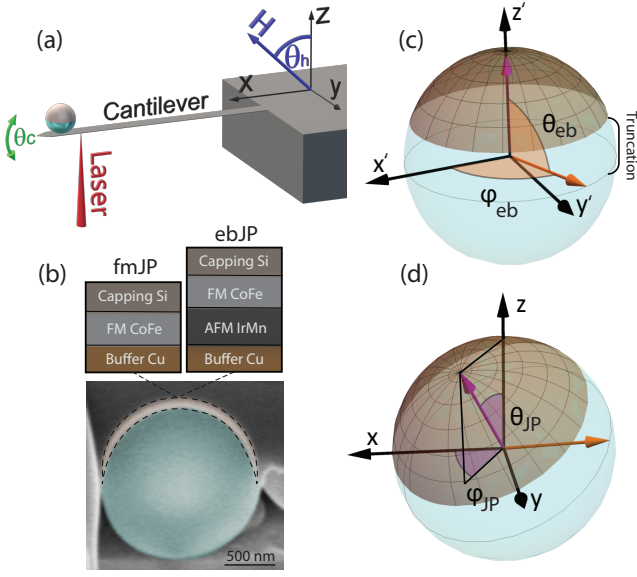 (a)
H
z
θh
x
y
Cantilever
θc
Laser
(b)
fmJP
Capping Si
FM CoFe
Buffer Cu
ebJP
Capping Si
FM CoFe
AFM IrMn
Buffer Cu
500 nm
(c)
z'
θeb
Truncation
x'
φeb
y'
(d)
z
θJP
x
φJP
y